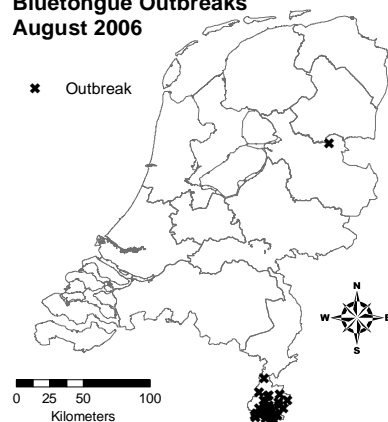 Bluetongue Outbreaks
August 2006
Outbreak
N
W E
S
0 25 50 100
Kilometers